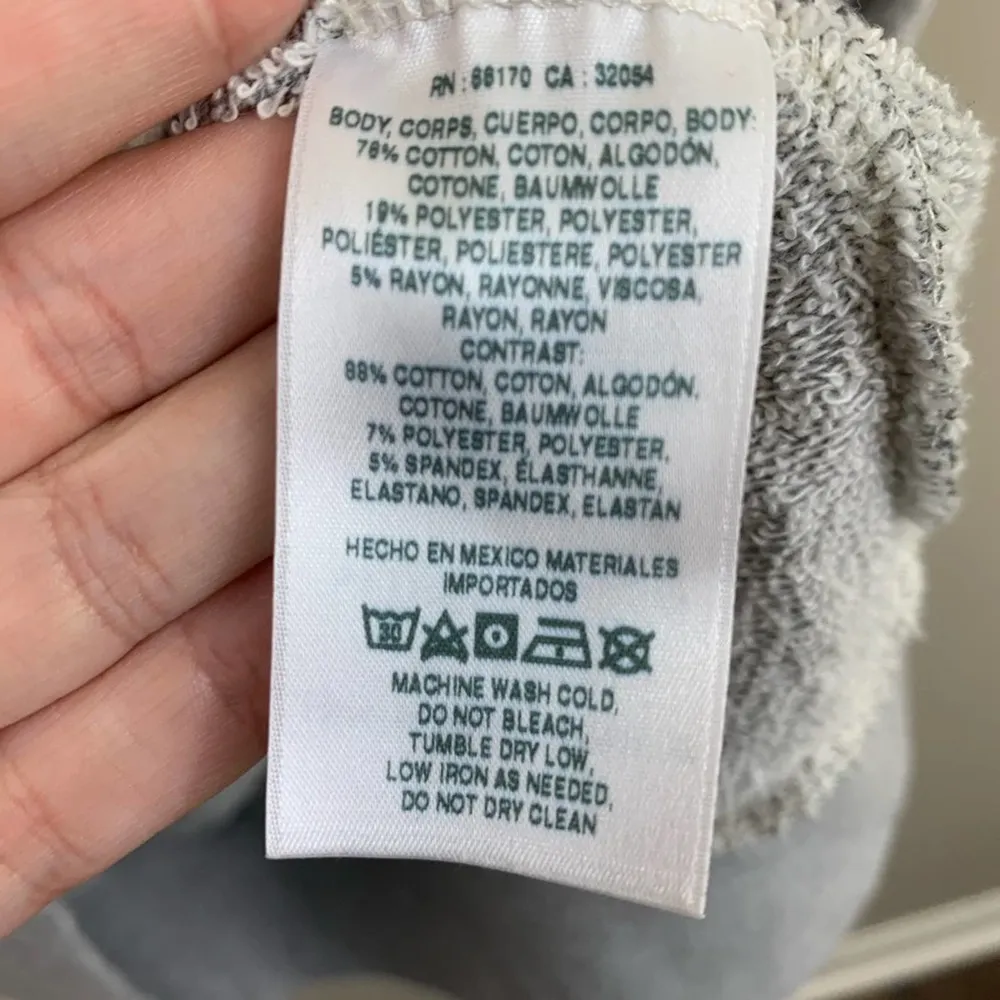 RN : 66170 CA : 32054
BODY, CORPS, CUERPO, CORPO, BODY:
76% COTTON, COTON, ALGODÓN,
COTONE, BAUMWOLLE
19% POLYESTER, POLYESTER,
POLIÉSTER, POLIESTERE, POLYESTER
5% RAYON, RAYONNE, VISCOSA,
RAYON, RAYON
CONTRAST:
88% COTTON, COTON, ALGODÓN,
COTONE, BAUMWOLLE
7% POLYESTER, POLYESTER,
5% SPANDEX, ÉLASTHANNE,
ELASTANO, SPANDEX, ELASTAN
HECHO EN MEXICO MATERIALES
IMPORTADOS
30
MACHINE WASH COLD,
DO NOT BLEACH,
TUMBLE DRY LOW,
LOW IRON AS NEEDED,
DO NOT DRY CLEAN